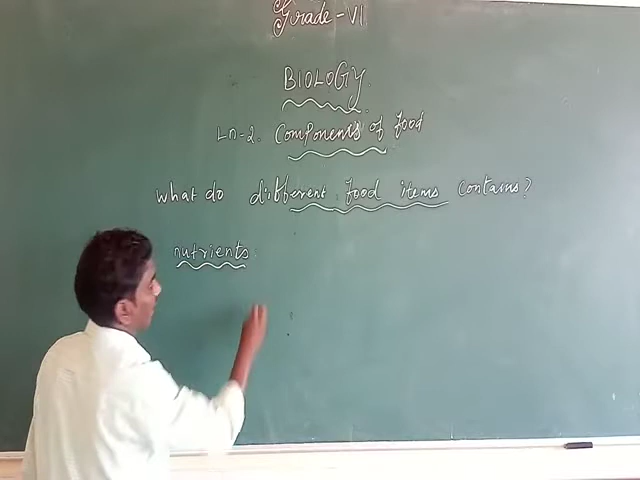 Grade-VI
BIOLOGY.
Ln-2. Components of food
What do different food items contains?
nutrients: